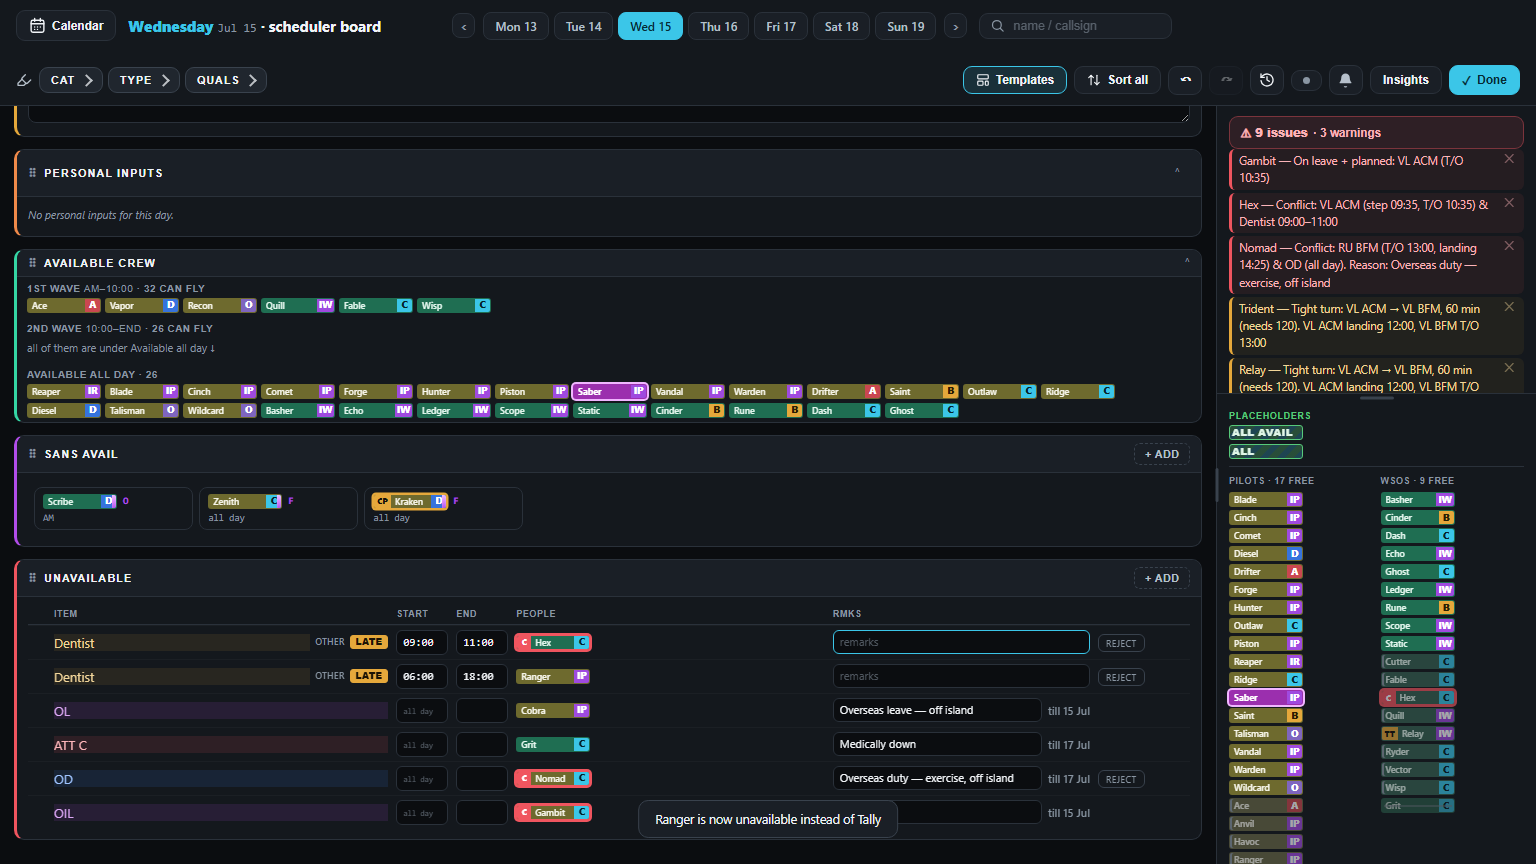 Calendar
Wednesday Jul 15 · scheduler board
‹ Mon 13 Tue 14 Wed 15 Thu 16 Fri 17 Sat 18 Sun 19 ›
name / callsign
CAT TYPE QUALS
Templates Sort all Insights ✓ Done
PERSONAL INPUTS
No personal inputs for this day.
AVAILABLE CREW
1ST WAVE AM–10:00 · 32 CAN FLY
Ace A Vapor D Recon O Quill IW Fable C Wisp C
2ND WAVE 10:00–END · 26 CAN FLY
all of them are under Available all day ↓
AVAILABLE ALL DAY · 26
Reaper IR Blade IP Cinch IP Comet IP Forge IP Hunter IP Piston IP Saber IP Vandal IP Warden IP Drifter A Saint B Outlaw C Ridge C
Diesel D Talisman O Wildcard O Basher IW Echo IW Ledger IW Scope IW Static IW Cinder B Rune B Dash C Ghost C
SANS AVAIL
+ ADD
Scribe D O
AM
Zenith C F
all day
CP Kraken D F
all day
UNAVAILABLE
+ ADD
ITEM START END PEOPLE RMKS
Dentist OTHER LATE 09:00 11:00 C Hex C remarks REJECT
Dentist OTHER LATE 06:00 18:00 Ranger IP remarks REJECT
OL all day Cobra IP Overseas leave — off island till 15 Jul
ATT C all day Grit C Medically down till 17 Jul
OD all day C Nomad C Overseas duty — exercise, off island till 17 Jul REJECT
OIL all day C Gambit C till 15 Jul
Ranger is now unavailable instead of Tally
⚠ 9 issues · 3 warnings
Gambit — On leave + planned: VL ACM (T/O
10:35)
Hex — Conflict: VL ACM (step 09:35, T/O 10:35) &
Dentist 09:00–11:00
Nomad — Conflict: RU BFM (T/O 13:00, landing
14:25) & OD (all day). Reason: Overseas duty —
exercise, off island
Trident — Tight turn: VL ACM → VL BFM, 60 min
(needs 120). VL ACM landing 12:00, VL BFM T/O
13:00
Relay — Tight turn: VL ACM → VL BFM, 60 min
(needs 120). VL ACM landing 12:00, VL BFM T/O
PLACEHOLDERS
ALL AVAIL
ALL
PILOTS · 17 FREE
Blade IP
Cinch IP
Comet IP
Diesel D
Drifter A
Forge IP
Hunter IP
Outlaw C
Piston IP
Reaper IR
Ridge C
Saber IP
Saint B
Talisman O
Vandal IP
Warden IP
Wildcard O
Ace A
Anvil IP
Havoc IP
Ranger IP
WSOS · 9 FREE
Basher IW
Cinder B
Dash C
Echo IW
Ghost C
Ledger IW
Rune B
Scope IW
Static IW
Cutter C
Fable C
C Hex C
Quill IW
TT Relay IW
Ryder C
Vector C
Wisp C
Grit C